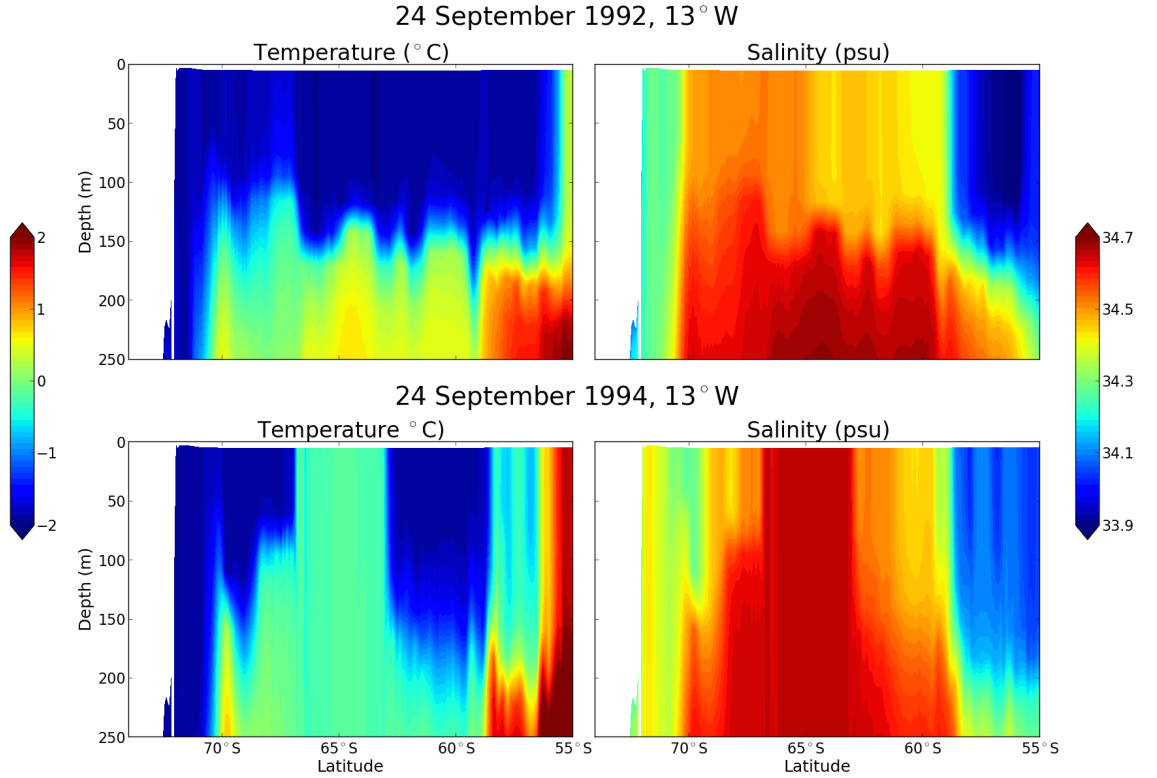 24 September 1992, 13°W
Temperature (°C)
Salinity (psu)
0
50
100
150
200
250
Depth (m)
2
1
0
−1
−2
34.7
34.5
34.3
34.1
33.9
24 September 1994, 13°W
Temperature °C)
Salinity (psu)
0
50
100
150
200
250
Depth (m)
70°S
65°S
60°S
55°S
70°S
65°S
60°S
55°S
Latitude
Latitude